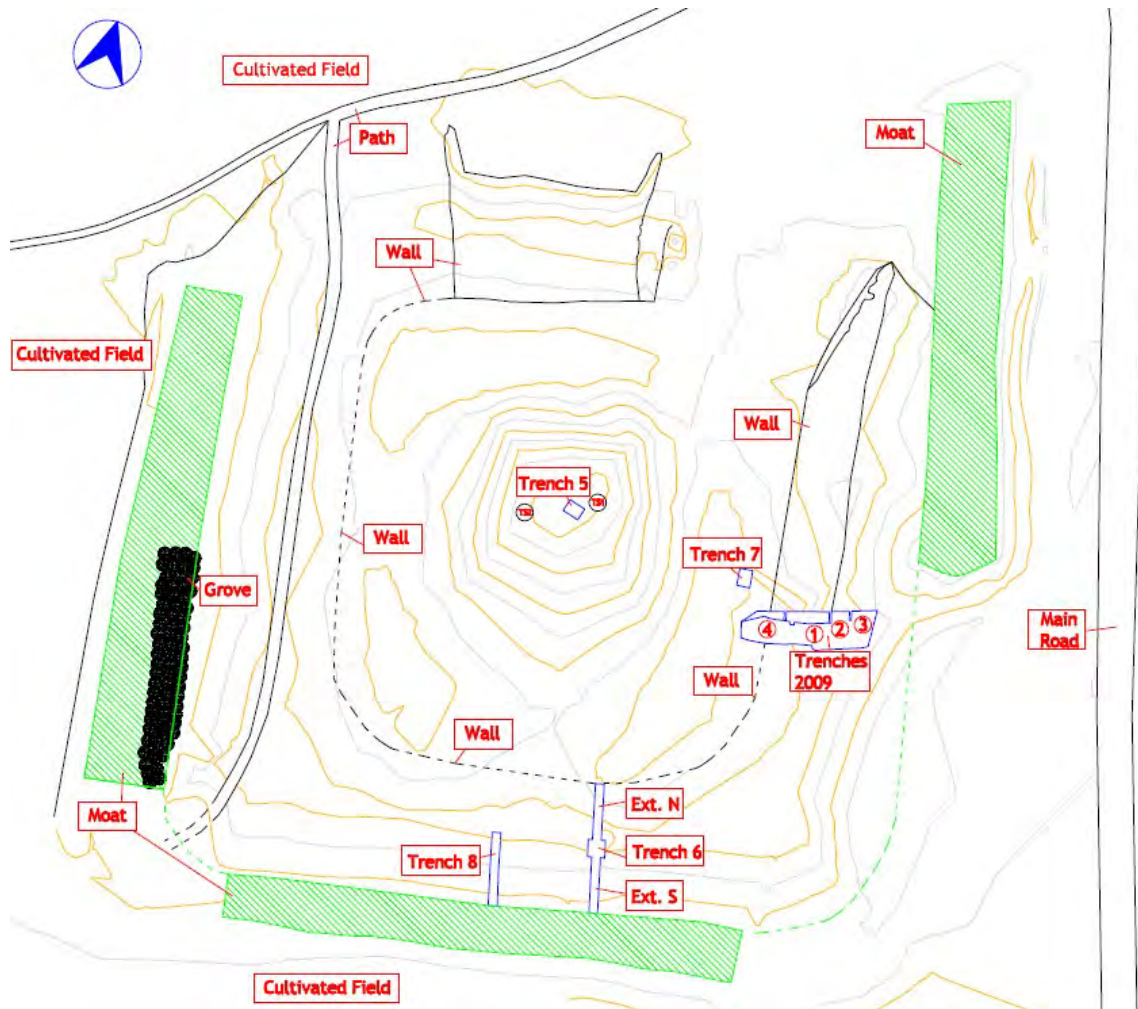 Cultivated Field
Path
Moat
Wall
Cultivated Field
Wall
Trench 5
TS1
Wall
Trench 7
Grove
4
1
2
3
Main
Road
Trenches
2009
Wall
Wall
Ext. N
Moat
Trench 8
Trench 6
Ext. S
Cultivated Field